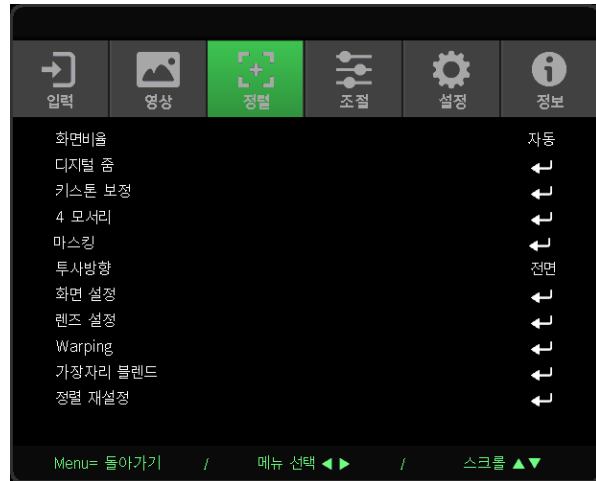 입력 영상 정렬 조절 설정 정보
화면비율 자동
디지털 줌
키스톤 보정
4 모서리
마스킹
투사방향 전면
화면 설정
렌즈 설정
Warping
가장자리 블렌드
정렬 재설정
Menu= 돌아가기 / 메뉴 선택 ◀ ▶ / 스크롤 ▲▼